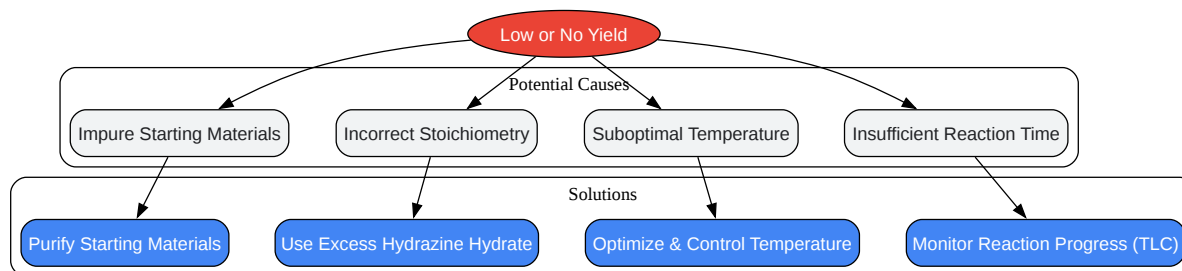 Low or No Yield
Potential Causes
Impure Starting Materials
Incorrect Stoichiometry
Suboptimal Temperature
Insufficient Reaction Time
Solutions
Purify Starting Materials
Use Excess Hydrazine Hydrate
Optimize & Control Temperature
Monitor Reaction Progress (TLC)